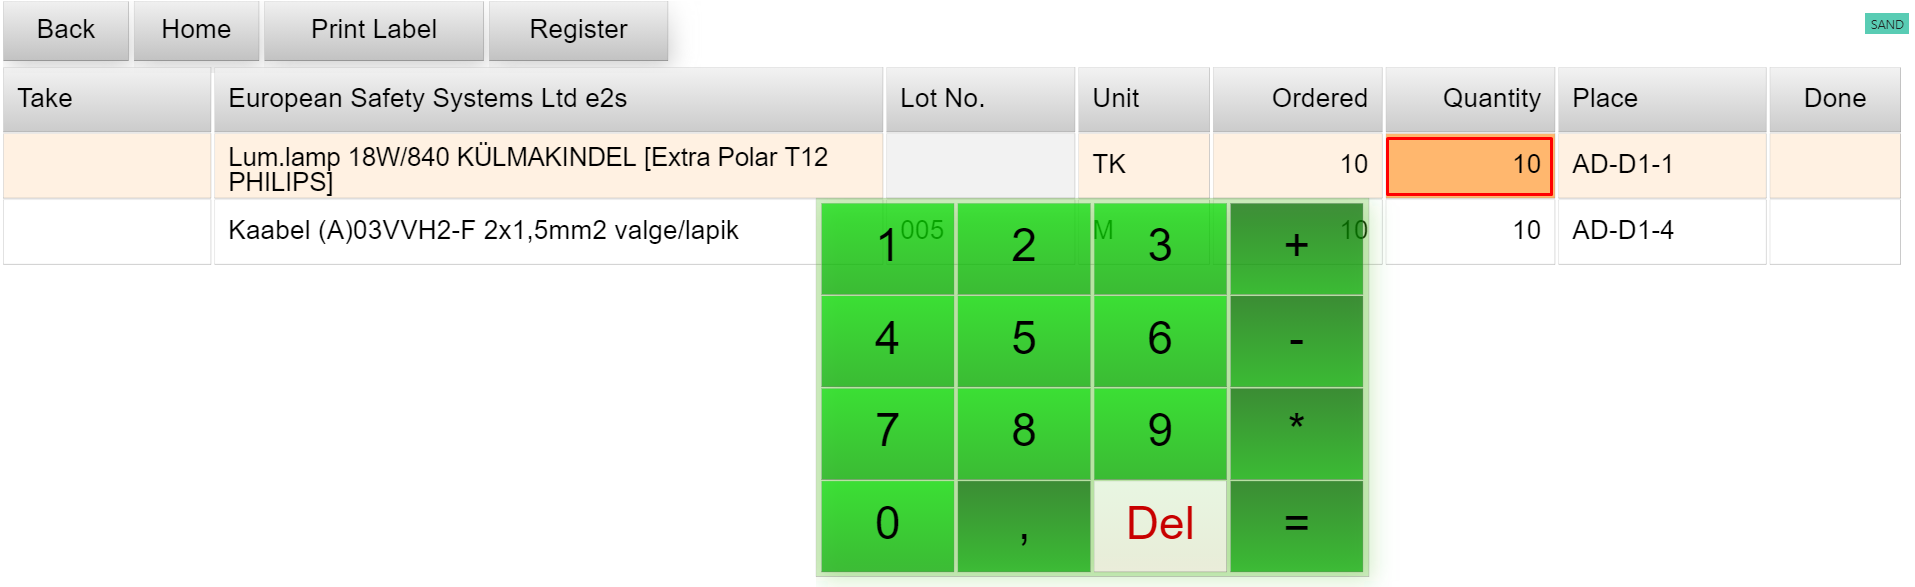 Back Home Print Label Register SAND
Take European Safety Systems Ltd e2s Lot No. Unit Ordered Quantity Place Done
Lum.lamp 18W/840 KÜLMAKINDEL [Extra Polar T12
PHILIPS]
TK 10 10 AD-D1-1
Kaabel (A)03VVH2-F 2x1,5mm2 valge/lapik 005 M 10 10 AD-D1-4
1 2 3 +
4 5 6 -
7 8 9 *
0 , Del =